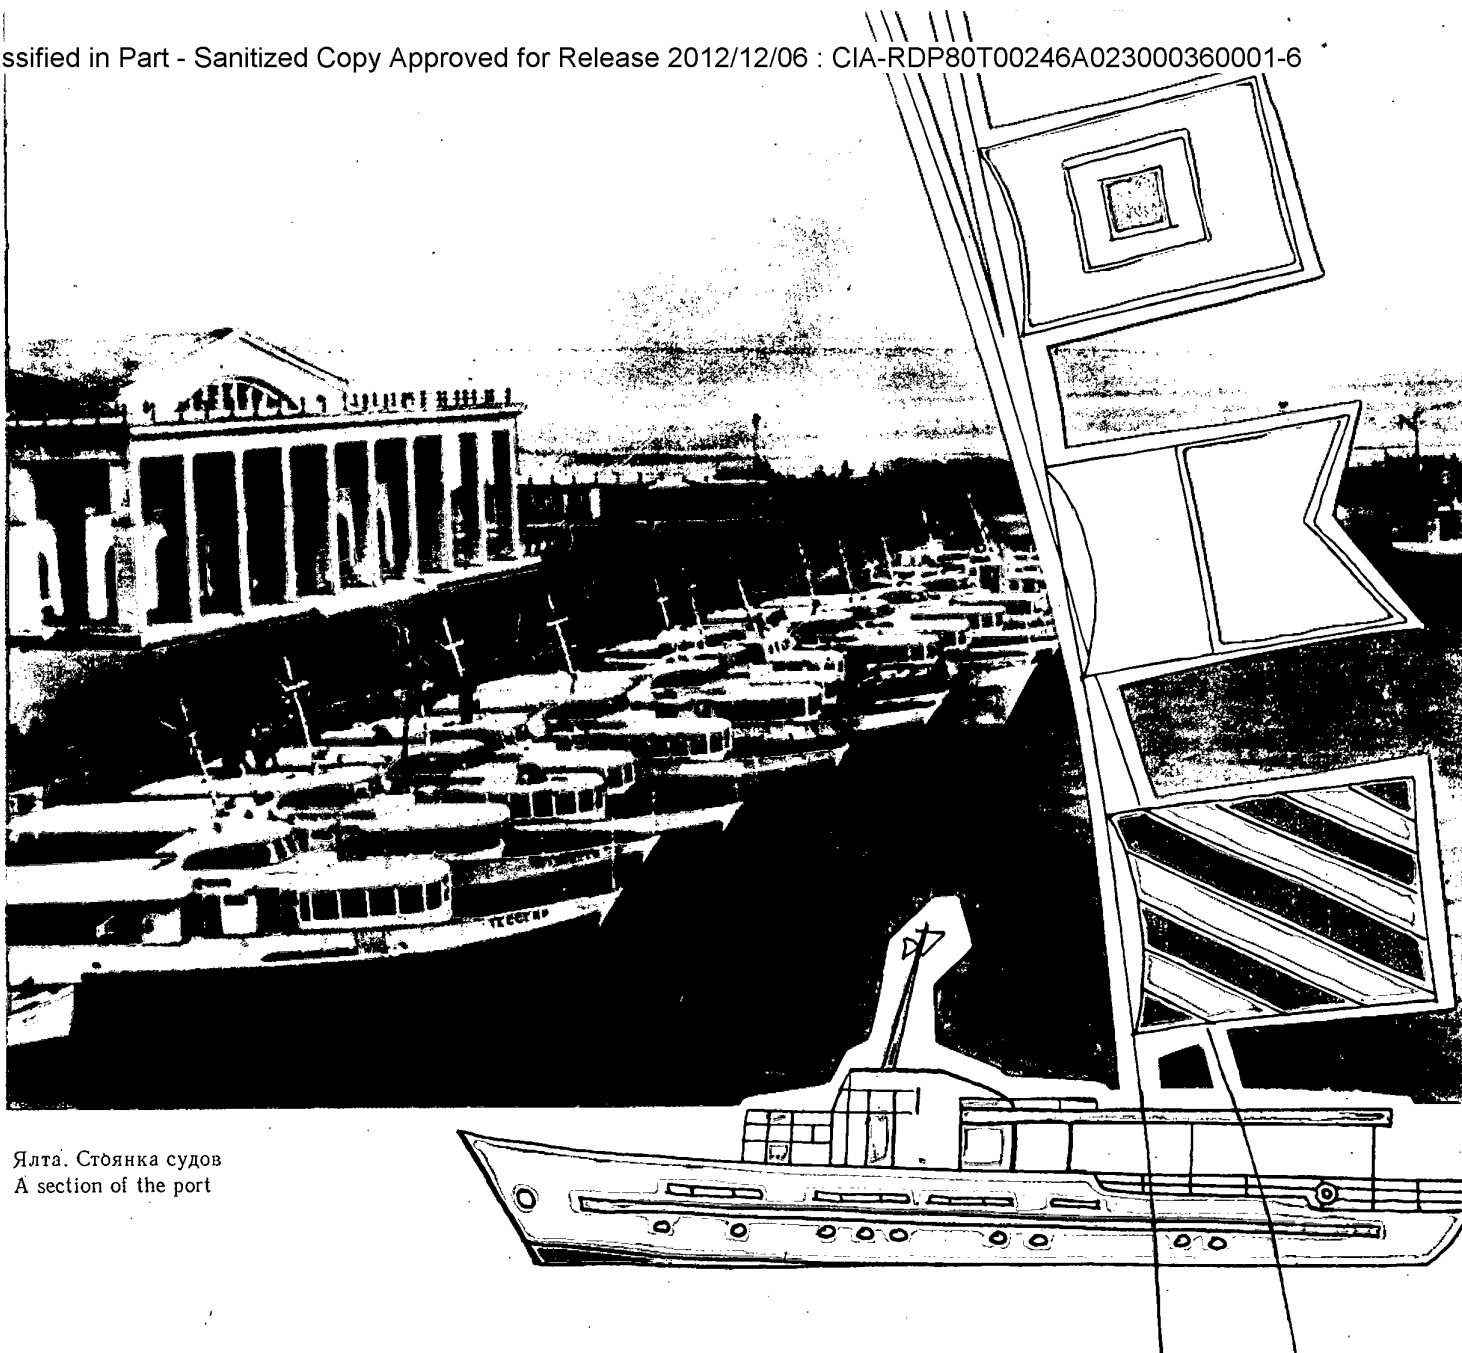 ssified in Part - Sanitized Copy Approved for Release 2012/12/06 : CIA-RDP80T00246A023000360001-6
Ялта. Стоянка судов
A section of the port